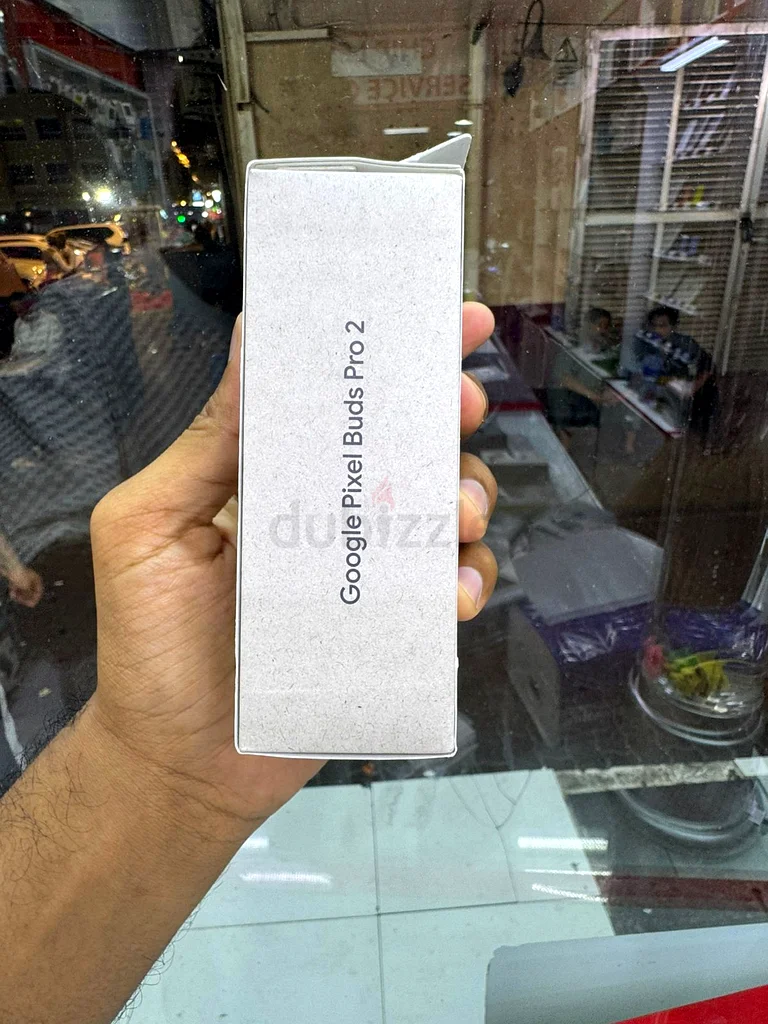 SERVICE
Google Pixel Buds Pro 2
dubizzle